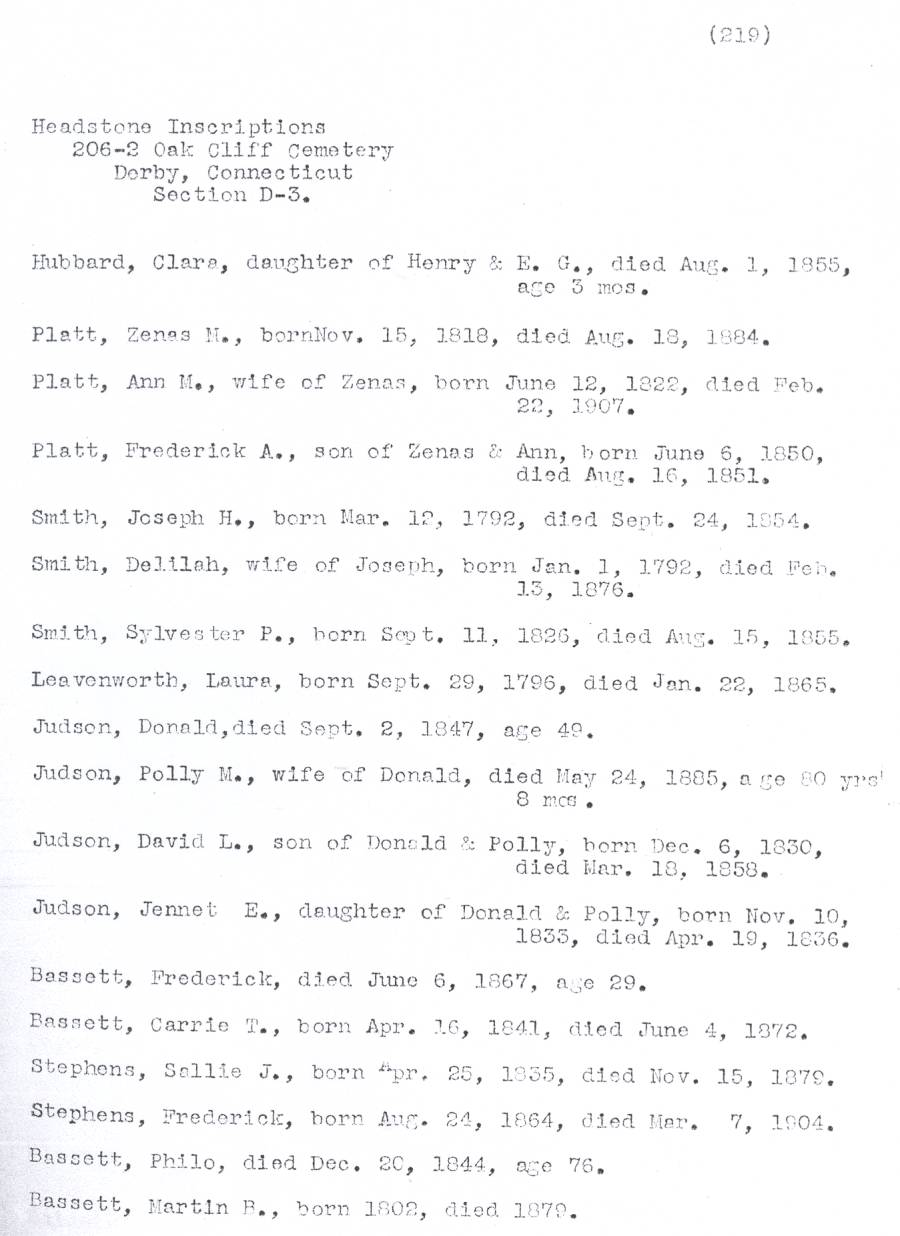 (219)
Headstone Inscriptions
206-2 Oak Cliff Cemetery
Derby, Connecticut
Section D-3.
Hubbard, Clara, daughter of Henry & E. G., died Aug. 1, 1855,
age 3 mos.
Platt, Zenas M., bornNov. 15, 1818, died Aug. 18, 1884.
Platt, Ann M., wife of Zenas, born June 12, 1822, died Feb.
22, 1907.
Platt, Frederick A., son of Zenas & Ann, born June 6, 1850,
died Aug. 16, 1851.
Smith, Joseph H., born Mar. 12, 1792, died Sept. 24, 1854.
Smith, Delilah, wife of Joseph, born Jan. 1, 1792, died Feb.
13, 1876.
Smith, Sylvester P., born Sept. 11, 1826, died Aug. 15, 1855.
Leavenworth, Laura, born Sept. 29, 1796, died Jan. 22, 1865.
Judson, Donald,died Sept. 2, 1847, age 49.
Judson, Polly M., wife of Donald, died May 24, 1885, age 80 yrs'
8 mos.
Judson, David L., son of Donald & Polly, born Dec. 6, 1830,
died Mar. 18, 1858.
Judson, Jennet E., daughter of Donald & Polly, born Nov. 10,
1833, died Apr. 19, 1836.
Bassett, Frederick, died June 6, 1867, age 29.
Bassett, Carrie T., born Apr. 16, 1841, died June 4, 1872.
Stephens, Sallie J., born Apr. 25, 1835, died Nov. 15, 1879.
Stephens, Frederick, born Aug. 24, 1864, died Mar. 7, 1904.
Bassett, Philo, died Dec. 20, 1844, age 76.
Bassett, Martin B., born 1802, died 1879.